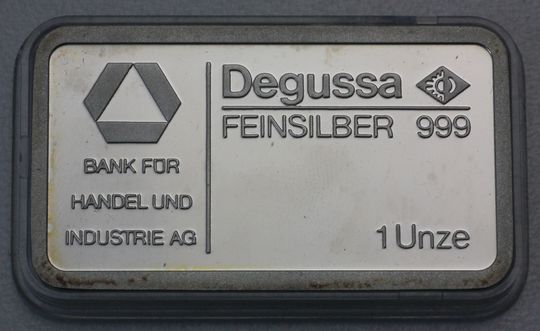 BANK FÜR
HANDEL UND
INDUSTRIE AG
Degussa
FEINSILBER 999
1 Unze